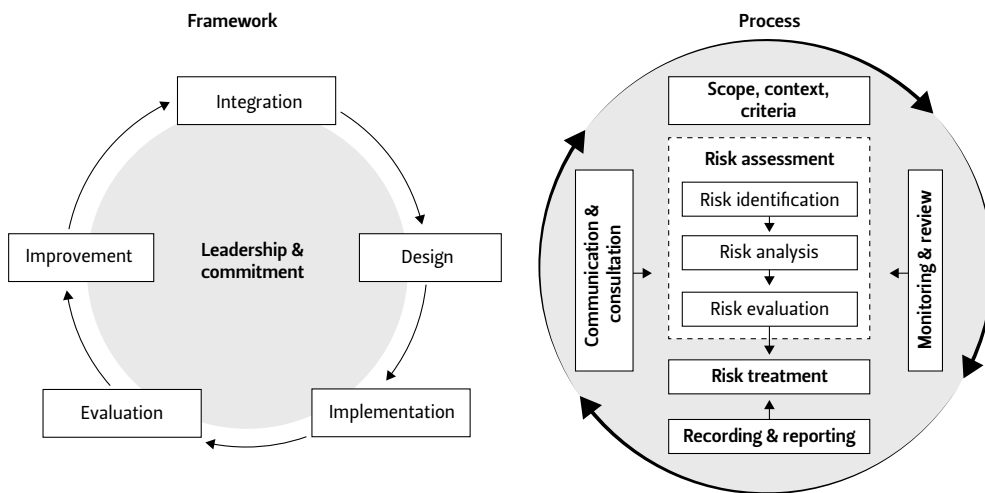 Framework
Integration
Design
Implementation
Evaluation
Improvement
Leadership &
commitment
Process
Scope, context,
criteria
Risk assessment
Risk identification
Risk analysis
Risk evaluation
Risk treatment
Recording & reporting
Communication &
consultation
Monitoring & review